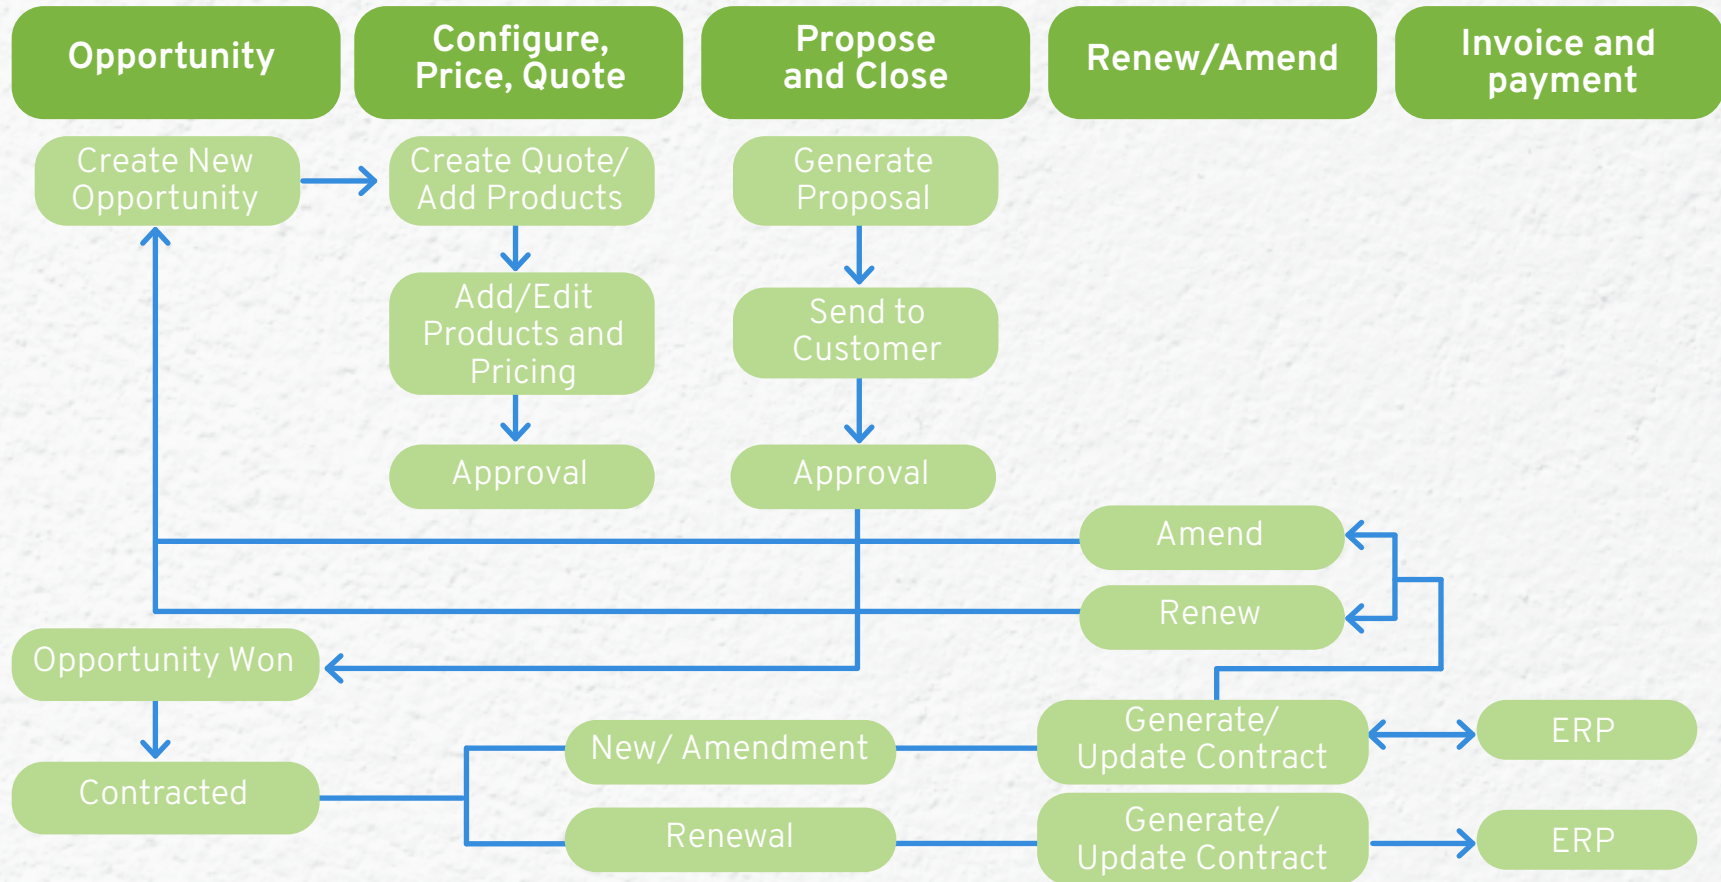 Opportunity
Configure,
Price, Quote
Propose
and Close
Renew/Amend
Invoice and
payment
Create New
Opportunity
Create Quote/
Add Products
Generate
Proposal
Add/Edit
Products and
Pricing
Send to
Customer
Approval
Approval
Amend
Renew
Opportunity Won
New/ Amendment
Generate/
Update Contract
ERP
Contracted
Renewal
Generate/
Update Contract
ERP